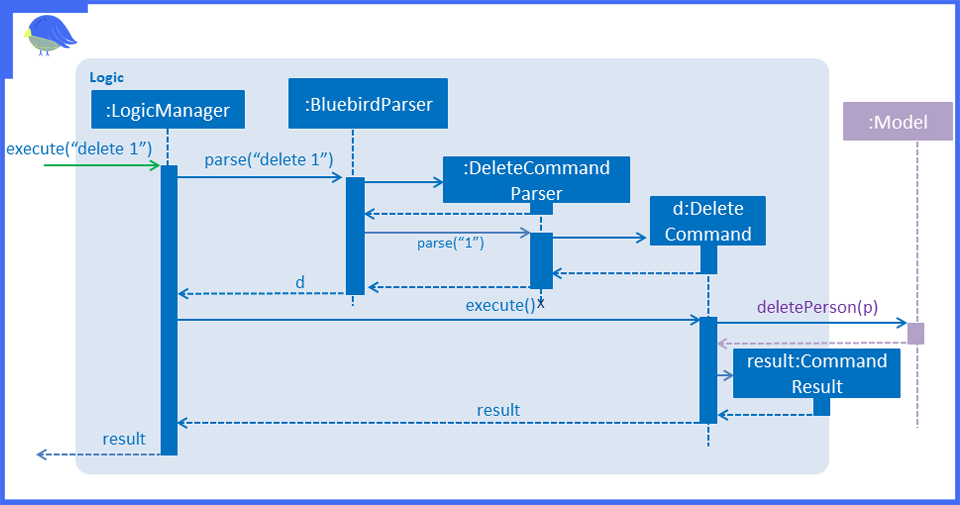 Logic
:LogicManager
:BluebirdParser
:Model
execute(“delete 1”)
parse(“delete 1”)
:DeleteCommand
Parser
d:Delete
Command
parse(“1”)
d
execute()
x
deletePerson(p)
result:Command
Result
result
result